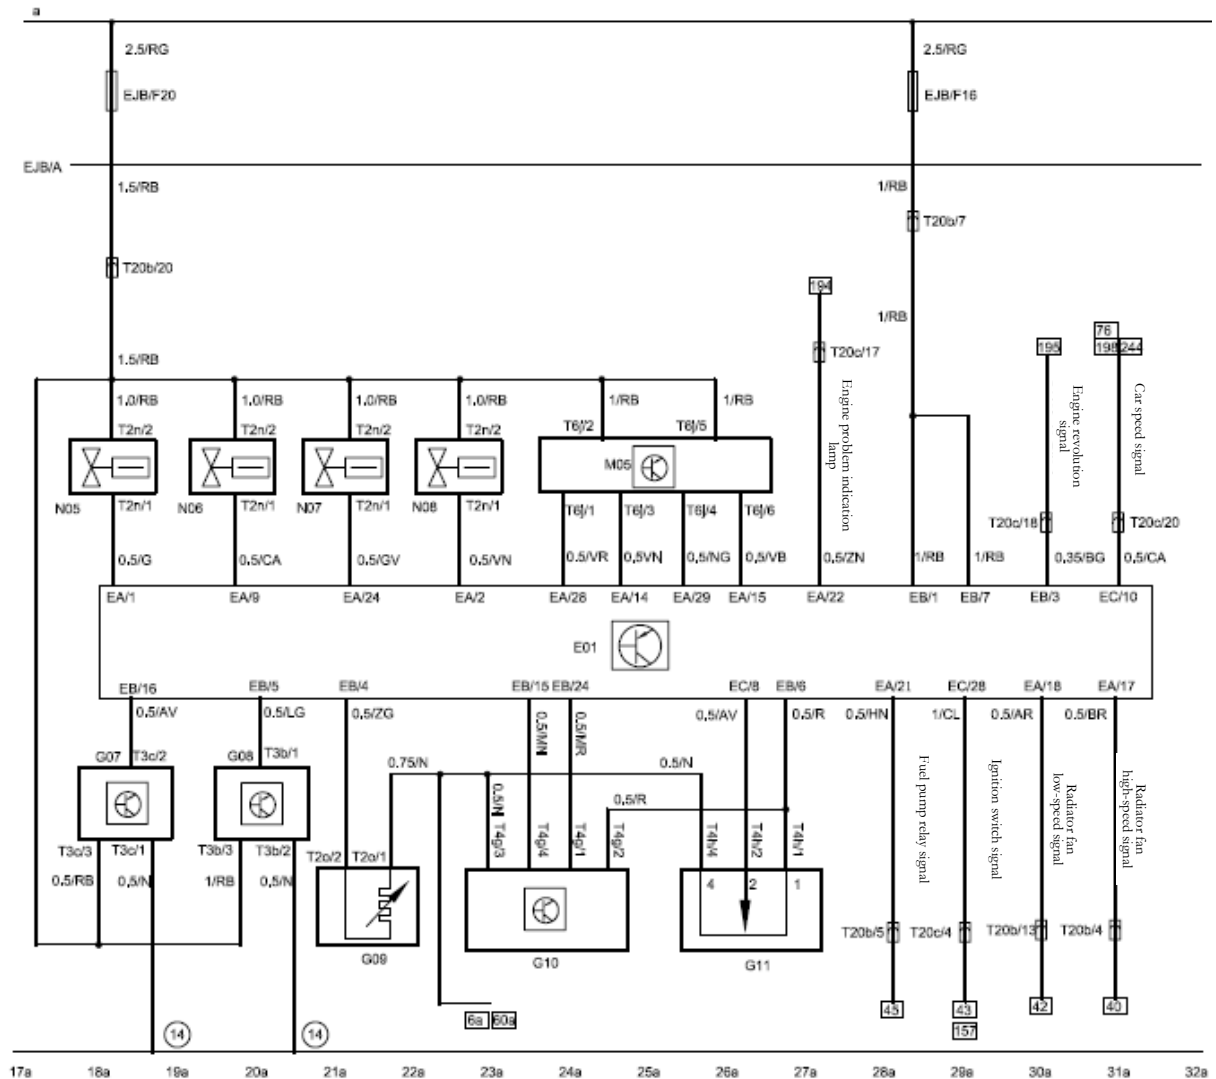 a
2.5/RG
2.5/RG
EJB/F20
EJB/F16
EJB/A
1.5/RB
1/RB
T20b/7
T20b/20
194
1/RB
76
195
198 244
T20c/17
1.5/RB
1.0/RB
1.0/RB
1.0/RB
1.0/RB
1/RB
1/RB
Engine problem indication
lamp
Engine revolution
signal
Car speed signal
T2n/2
T2n/2
T2n/2
T2n/2
T6j/2
T6j/5
M05
N05
T2n/1
N06
T2n/1
N07
T2n/1
N08
T2n/1
T6j/1
T6j/3
T6j/4
T6j/6
T20c/18
T20c/20
0.5/G
0.5/CA
0.5/GV
0.5/VN
0.5/VR
0.5VN
0.5/NG
0.5/VB
0.5/ZN
1/RB
1/RB
0.35/BG
0.5/CA
EA/1
EA/9
EA/24
EA/2
EA/28
EA/14
EA/29
EA/15
EA/22
EB/1
EB/7
EB/3
EC/10
E01
EB/16
EB/5
EB/4
EB/15
EB/24
EC/8
EB/6
EA/21
EC/28
EA/18
EA/17
0.5/AV
0.5/LG
0.5/ZG
0.5/MN
0.5/MR
0.5/AV
0.5/R
0.5/HN
1/CL
0.5/AR
0.5/BR
G07
T3c/2
G08
T3b/1
0.75/N
0.5/N
0.5/N
0.5/R
Fuel pump relay signal
Ignition switch signal
Radiator fan
low-speed signal
Radiator fan
high-speed signal
T3c/3
T3c/1
T3b/3
T3b/2
T2o/2
T2o/1
T4g/3
T4g/4
T4g/1
T4g/2
T4h/4
T4h/2
T4h/1
0.5/RB
0.5/N
1/RB
0.5/N
4
2
1
T20b/5
T20c/4
T20b/13
T20b/4
G09
G10
G11
45
43
42
40
157
6a
60a
14
14
17a
18a
19a
20a
21a
22a
23a
24a
25a
26a
27a
28a
29a
30a
31a
32a